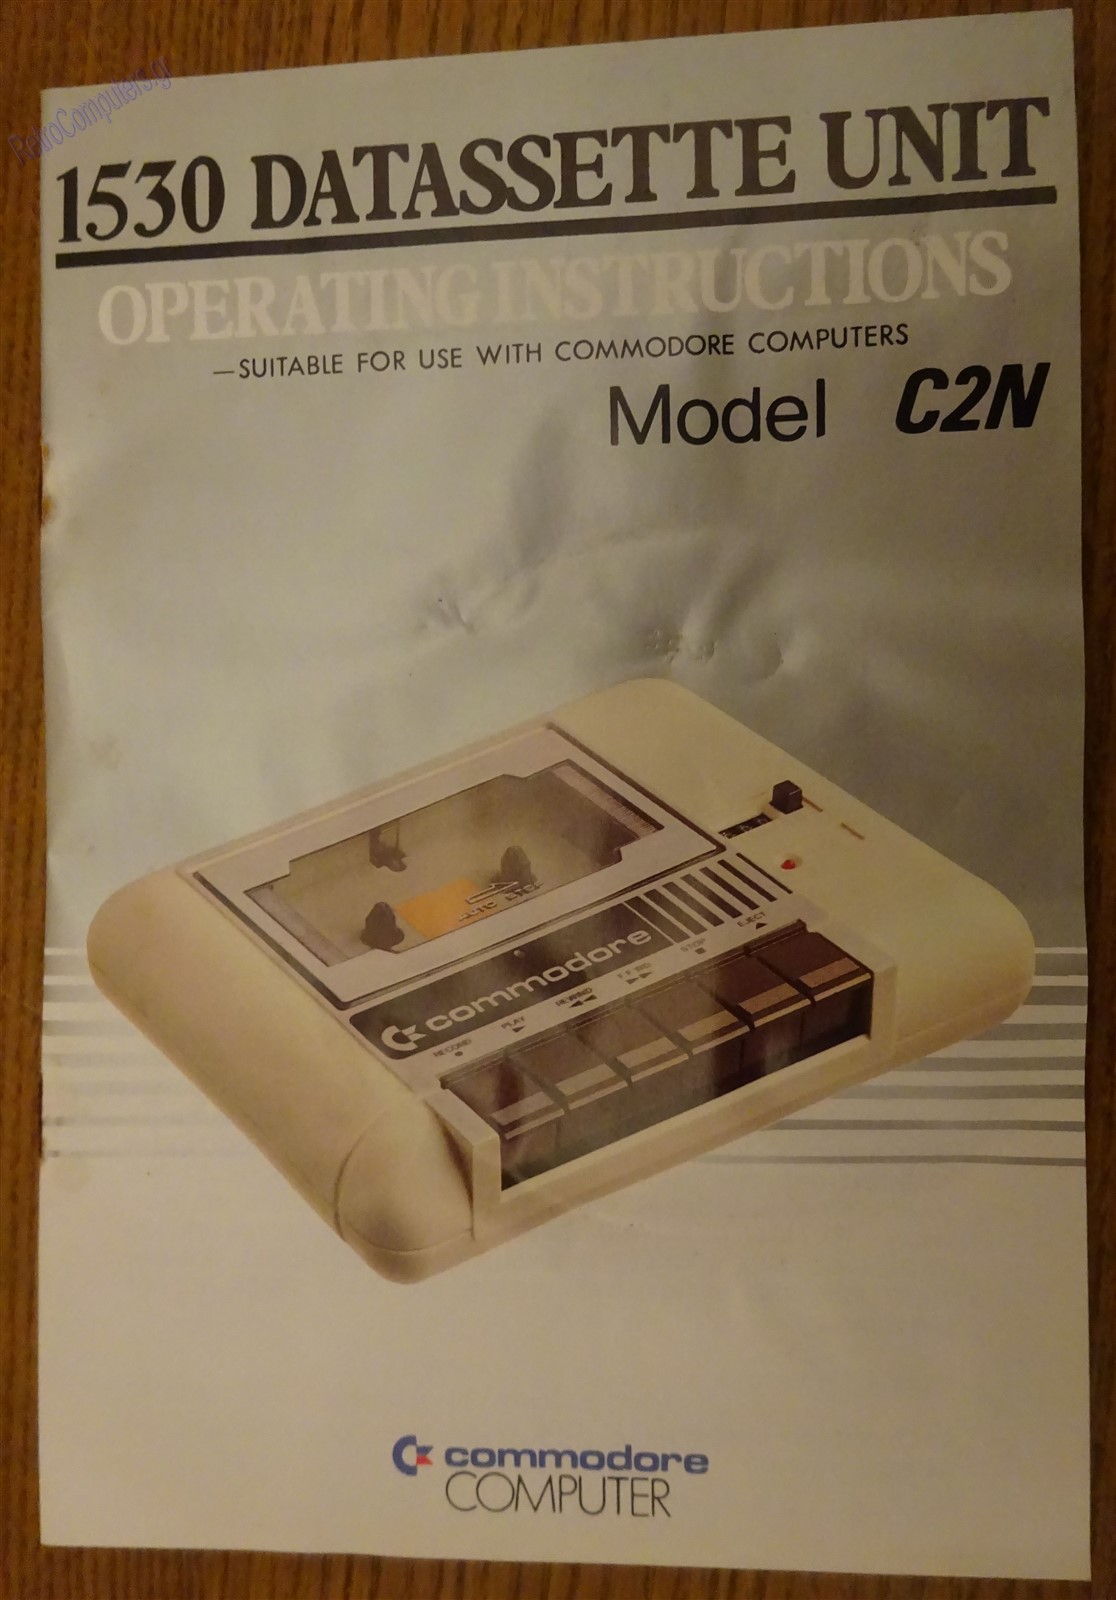 RetroComputers.gr
1530 DATASSETTE UNIT
OPERATING INSTRUCTIONS
—SUITABLE FOR USE WITH COMMODORE COMPUTERS
Model C2N
commodore
RECORD PLAY REWIND F.FWD STOP EJECT
commodore
COMPUTER